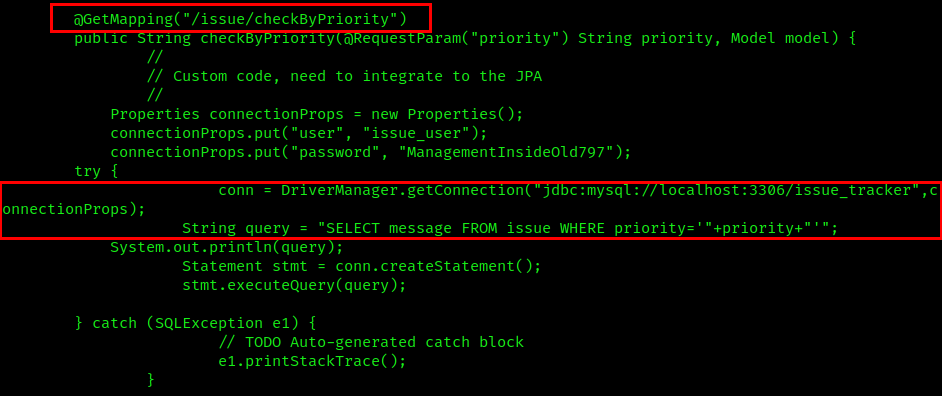 @GetMapping("/issue/checkByPriority")
public String checkByPriority(@RequestParam("priority") String priority, Model model) {
//
// Custom code, need to integrate to the JPA
//
Properties connectionProps = new Properties();
connectionProps.put("user", "issue_user");
connectionProps.put("password", "ManagementInsideOld797");
try {
conn = DriverManager.getConnection("jdbc:mysql://localhost:3306/issue_tracker",c
onnectionProps);
String query = "SELECT message FROM issue WHERE priority='"+priority+"'";
System.out.println(query);
Statement stmt = conn.createStatement();
stmt.executeQuery(query);
} catch (SQLException e1) {
// TODO Auto-generated catch block
e1.printStackTrace();
}